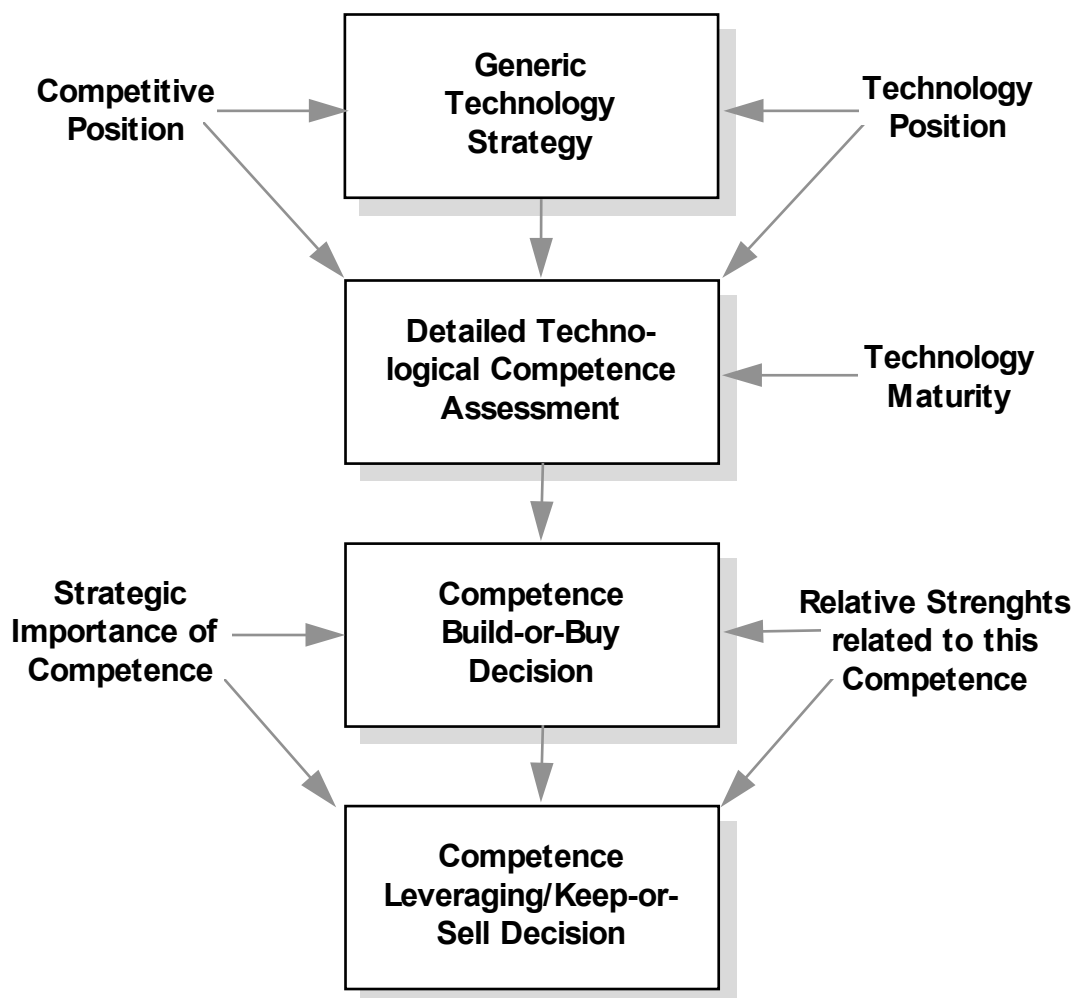 Competitive
Position
Generic
Technology
Strategy
Technology
Position
Detailed Techno-
logical Competence
Assessment
Technology
Maturity
Strategic
Importance of
Competence
Competence
Build-or-Buy
Decision
Relative Strenghts
related to this
Competence
Competence
Leveraging/Keep-or-
Sell Decision